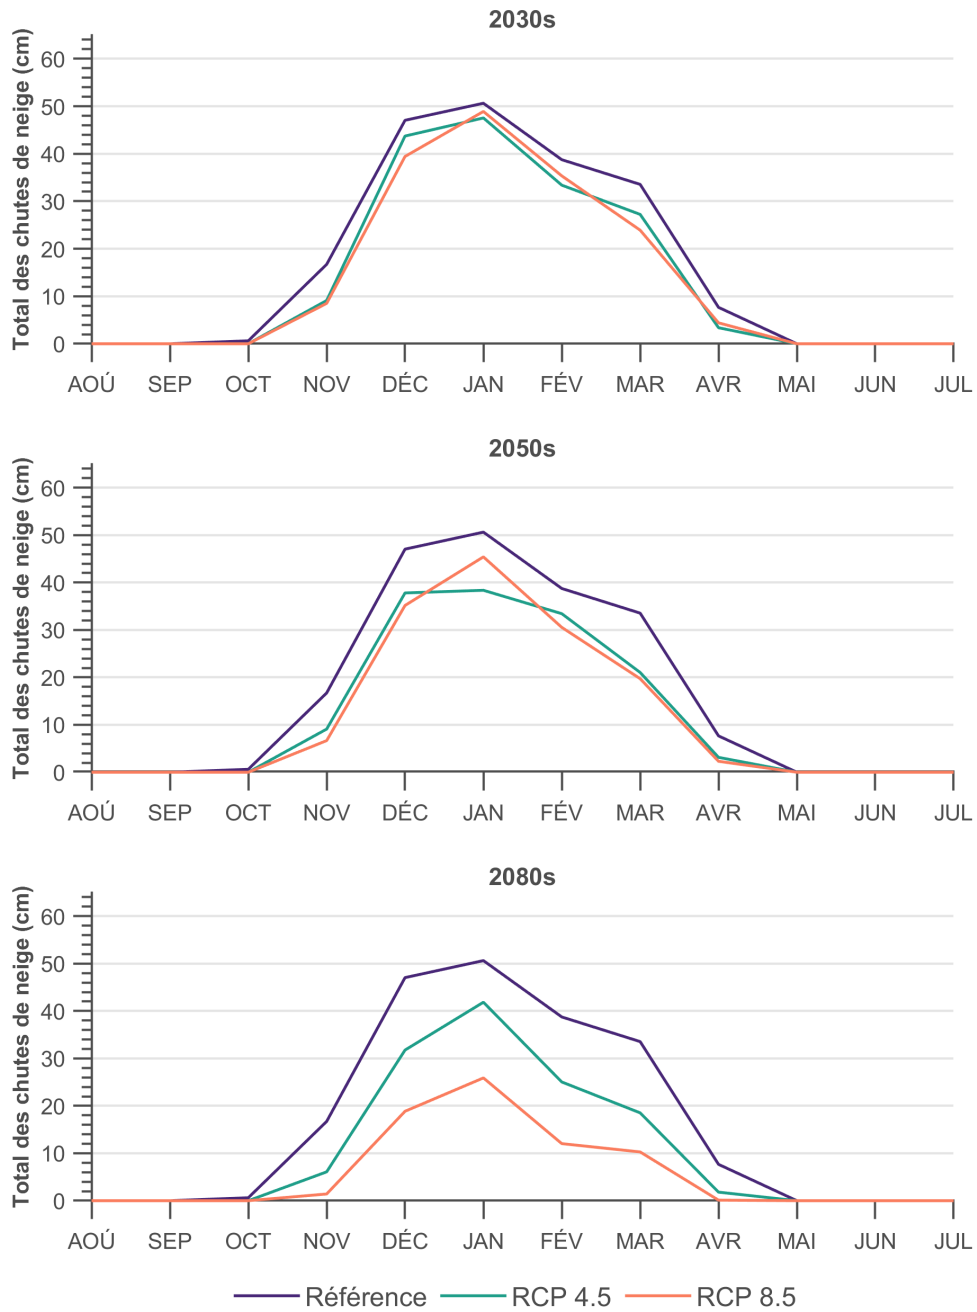 2030s
Total des chutes de neige (cm)
60
50
40
30
20
10
0
AOÚ SEP OCT NOV DÉC JAN FÉV MAR AVR MAI JUN JUL
2050s
Total des chutes de neige (cm)
60
50
40
30
20
10
0
AOÚ SEP OCT NOV DÉC JAN FÉV MAR AVR MAI JUN JUL
2080s
Total des chutes de neige (cm)
60
50
40
30
20
10
0
AOÚ SEP OCT NOV DÉC JAN FÉV MAR AVR MAI JUN JUL
Référence RCP 4.5 RCP 8.5